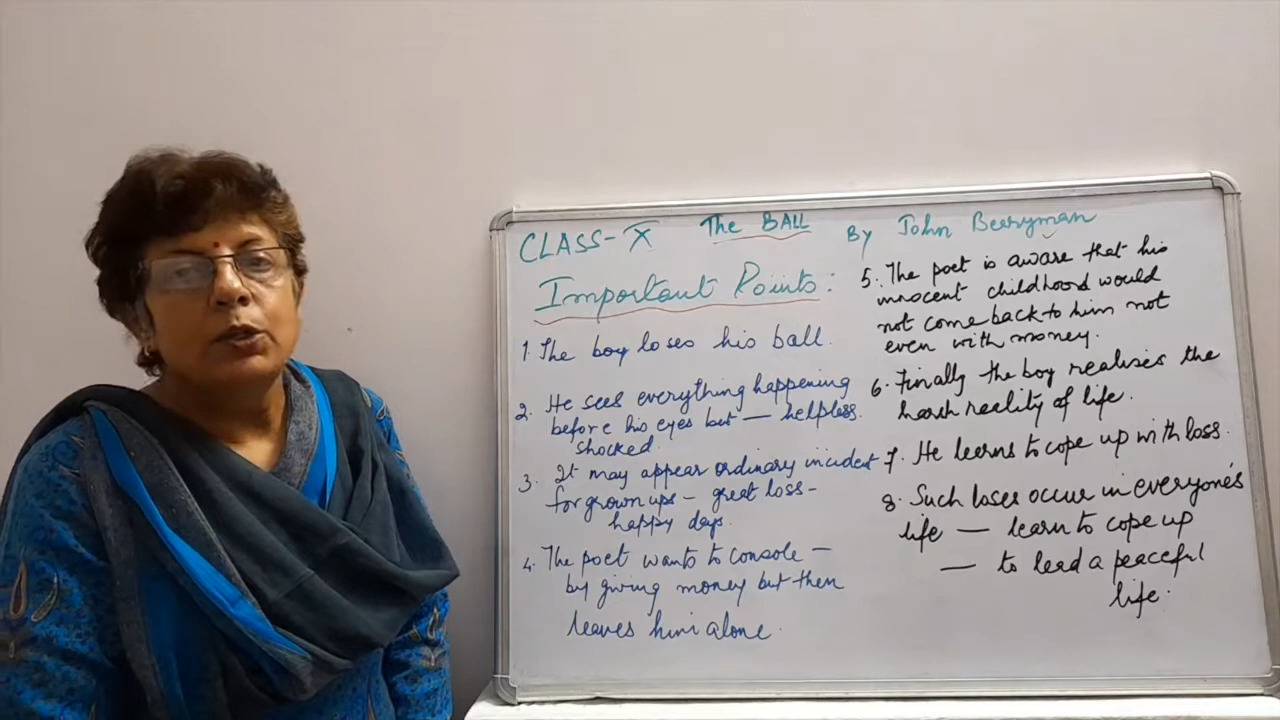 CLASS-X The BALL By John Beeryman
Important Points:
1. The boy loses his ball.
2. He sees everything happening
before his eyes but — helpless.
shocked.
3. It may appear ordinary incident
for grown ups – great loss –
happy days.
4. The poet wants to console —
by giving money but then
leaves him alone.
5. The poet is aware that his
innocent childhood would
not come back to him not
even with money.
6. Finally the boy realises the
harsh reality of life.
7. He learns to cope up with loss.
8. Such loses occur in everyone's
life — learn to cope up
— to lead a peaceful
life.